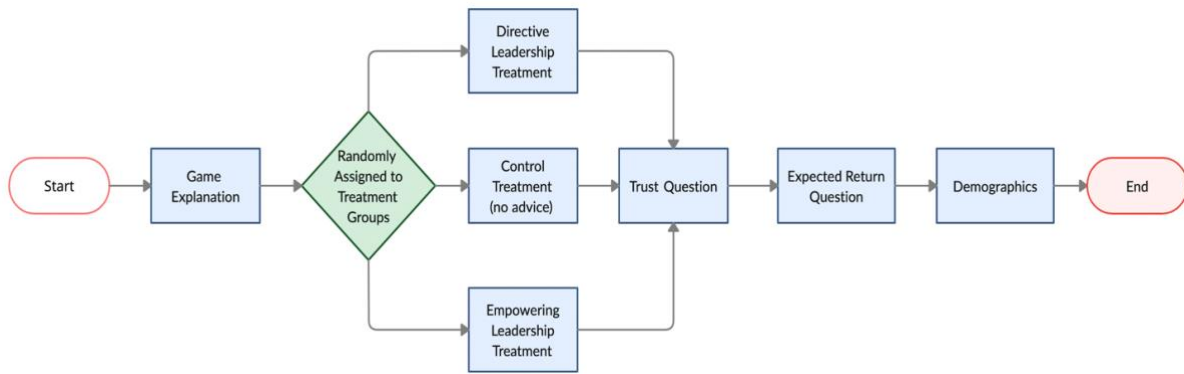 Start
Game
Explanation
Randomly
Assigned to
Treatment
Groups
Directive
Leadership
Treatment
Control
Treatment
(no advice)
Empowering
Leadership
Treatment
Trust Question
Expected Return
Question
Demographics
End